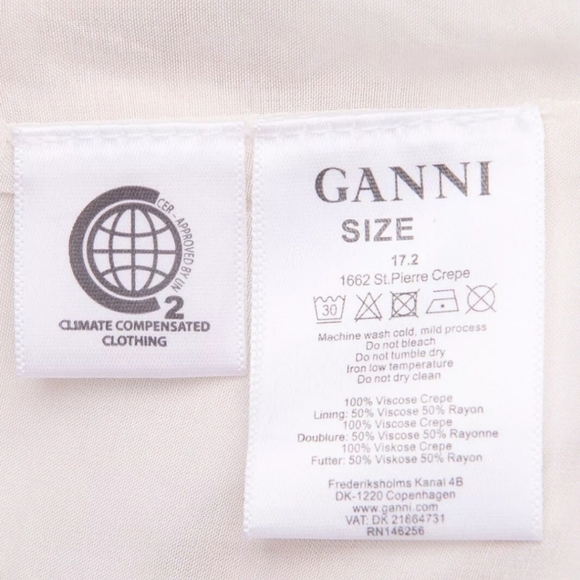 CER - APPROVED BY UN
2
CLIMATE COMPENSATED
CLOTHING
GANNI
SIZE
17.2
1662 St.Pierre Crepe
30
Machine wash cold, mild process
Do not bleach
Do not tumble dry
Iron low temperature
Do not dry clean
100% Viscose Crepe
Lining: 50% Viscose 50% Rayon
100% Viscose Crepe
Doublure: 50% Viscose 50% Rayonne
100% Viskose Crepe
Futter: 50% Viskose 50% Rayon
Frederiksholms Kanal 4B
DK-1220 Copenhagen
www.ganni.com
VAT: DK 21664731
RN146256